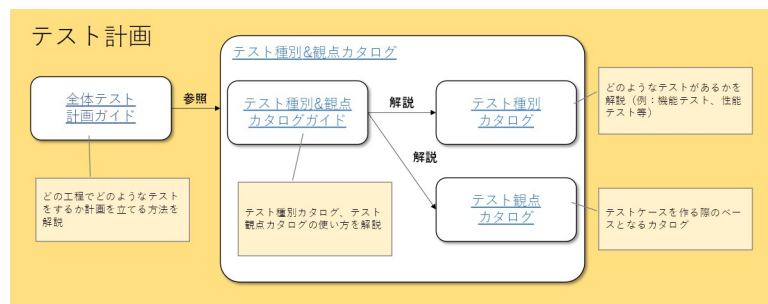 テスト計画
テスト種別&観点カタログ
全体テスト
計画ガイド
参照
テスト種別&観点
カタログガイド
解説
テスト種別
カタログ
どのようなテストがあるかを
解説（例：機能テスト、性能
テスト等）
解説
テスト観点
カタログ
どの工程でどのようなテスト
をするか計画を立てる方法を
解説
テスト種別カタログ、テスト
観点カタログの使い方を解説
テストケースを作る際のベー
スとなるカタログ